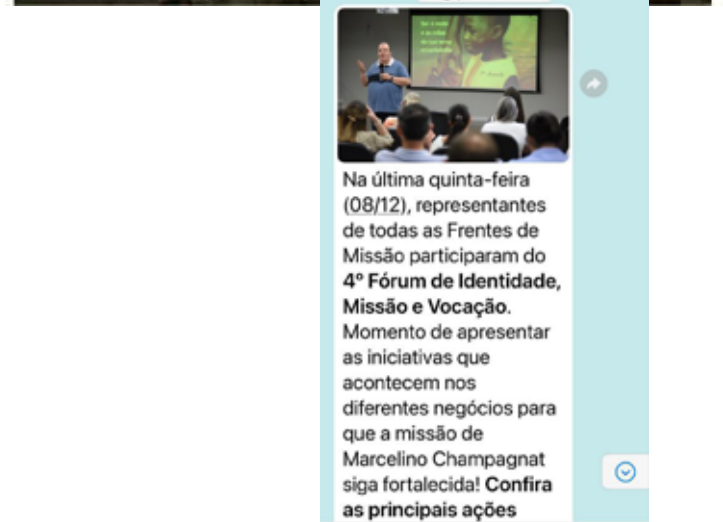 Na última quinta-feira
(08/12), representantes
de todas as Frentes de
Missão participaram do
4º Fórum de Identidade,
Missão e Vocação.
Momento de apresentar
as iniciativas que
acontecem nos
diferentes negócios para
que a missão de
Marcelino Champagnat
siga fortalecida! Confira
as principais ações